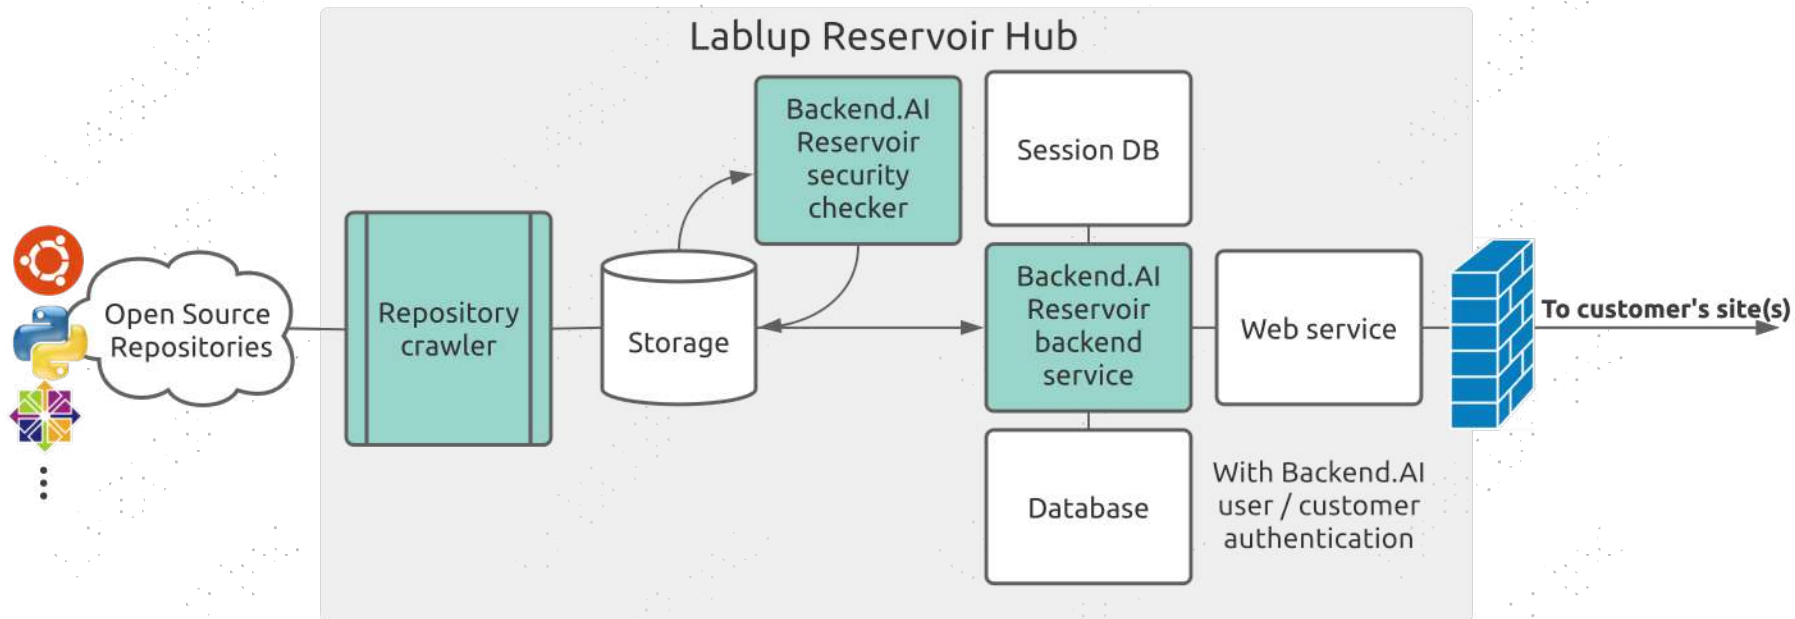 Lablup Reservoir Hub
Open Source
Repositories
Repository
crawler
Storage
Backend.AI
Reservoir
security
checker
Session DB
Backend.AI
Reservoir
backend
service
Database
Web service
With Backend.AI
user / customer
authentication
To customer's site(s)